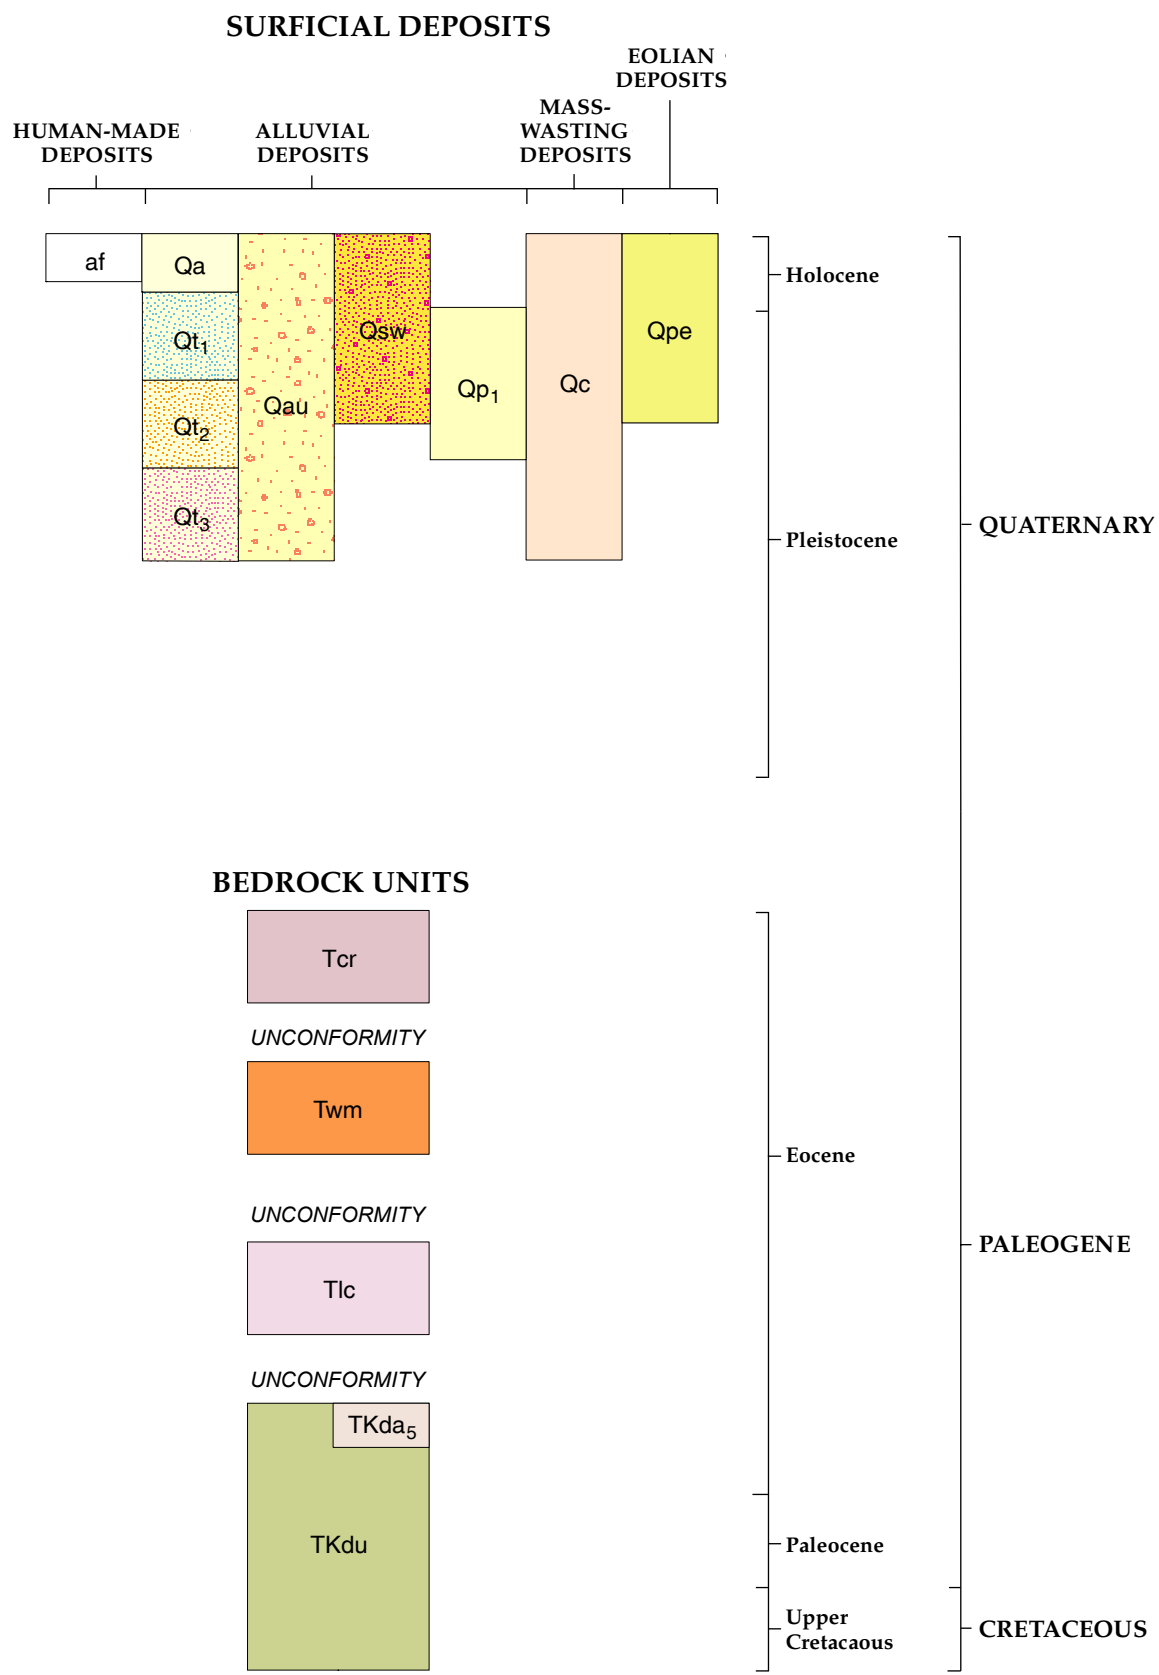 SURFICIAL DEPOSITS
EOLIAN
DEPOSITS
MASS-
WASTING
DEPOSITS
HUMAN-MADE
DEPOSITS
ALLUVIAL
DEPOSITS
af
Qa
Qt1
Qt2
Qt3
Qau
Qsw
Qp1
Qc
Qpe
Holocene
Pleistocene
QUATERNARY
BEDROCK UNITS
Tcr
UNCONFORMITY
Twm
UNCONFORMITY
Tlc
UNCONFORMITY
TKda5
TKdu
Eocene
PALEOGENE
Paleocene
Upper
Cretacaous
CRETACEOUS